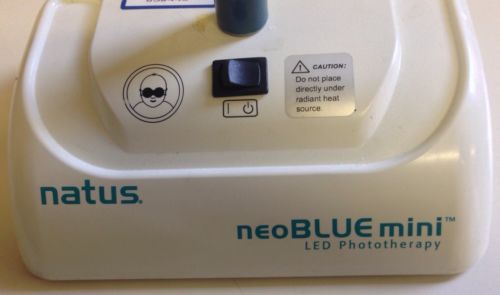 CAUTION:
Do not place
directly under
radiant heat
source.
natus.
neoBLUE mini™
LED Phototherapy